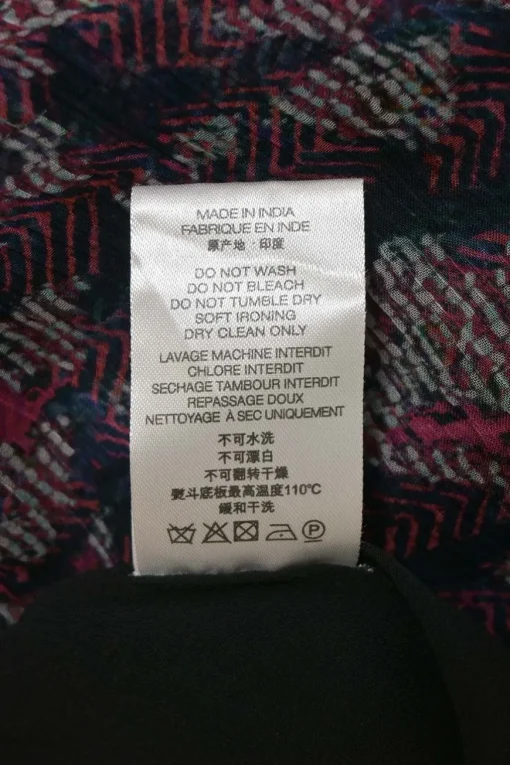 MADE IN INDIA
FABRIQUE EN INDE
原产地：印度
DO NOT WASH
DO NOT BLEACH
DO NOT TUMBLE DRY
SOFT IRONING
DRY CLEAN ONLY
LAVAGE MACHINE INTERDIT
CHLORE INTERDIT
SECHAGE TAMBOUR INTERDIT
REPASSAGE DOUX
NETTOYAGE À SEC UNIQUEMENT
不可水洗
不可漂白
不可翻转干燥
熨斗底板最高温度110℃
缓和干洗
P